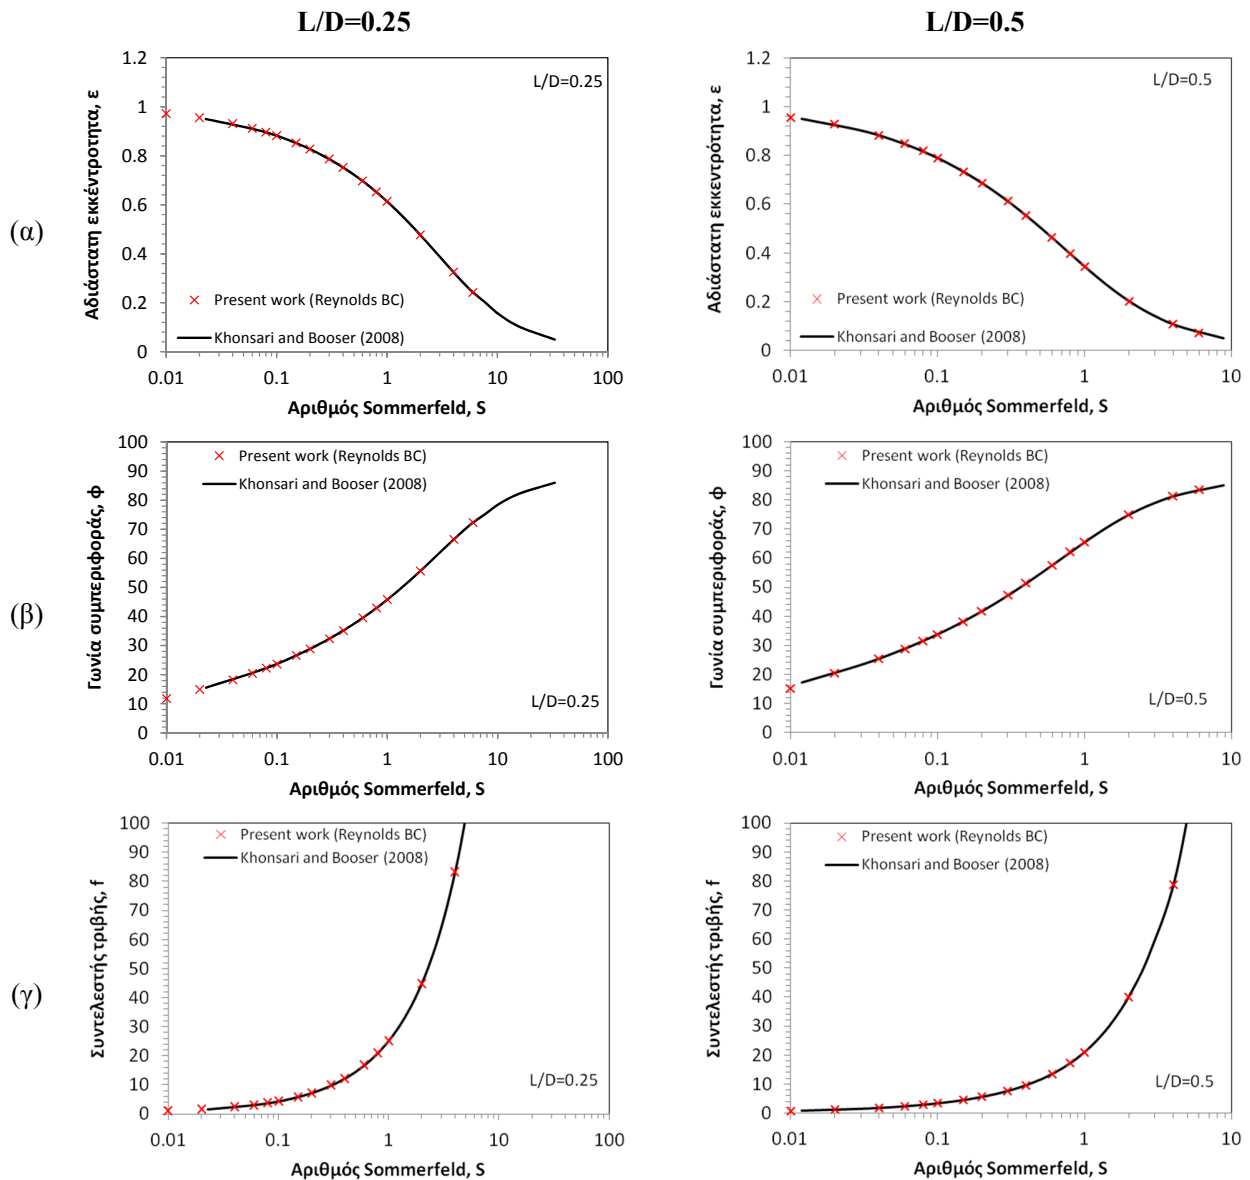 L/D=0.25
L/D=0.5
(α)
1.2
1
0.8
0.6
0.4
0.2
0
Αδιάστατη εκκέντροτητα, ε
L/D=0.25
Present work (Reynolds BC)
Khonsari and Booser (2008)
0.01 0.1 1 10 100
Αριθμός Sommerfeld, S
1.2
1
0.8
0.6
0.4
0.2
0
Αδιάστατη εκκεντρότητα, ε
L/D=0.5
Present work (Reynolds BC)
Khonsari and Booser (2008)
0.01 0.1 1 10
Αριθμός Sommerfeld, S
(β)
100
90
80
70
60
50
40
30
20
10
0
Γωνία συμπεριφοράς, ϕ
Present work (Reynolds BC)
Khonsari and Booser (2008)
L/D=0.25
0.01 0.1 1 10 100
Αριθμός Sommerfeld, S
100
90
80
70
60
50
40
30
20
10
0
Γωνία συμπεριφοράς, ϕ
Present work (Reynolds BC)
Khonsari and Booser (2008)
L/D=0.5
0.01 0.1 1 10
Αριθμός Sommerfeld, S
(γ)
100
90
80
70
60
50
40
30
20
10
0
Συντελεστής τριβής, f
Present work (Reynolds BC)
Khonsari and Booser (2008)
L/D=0.25
0.01 0.1 1 10 100
Αριθμός Sommerfeld, S
100
90
80
70
60
50
40
30
20
10
0
Συντελεστής τριβής, f
Present work (Reynolds BC)
Khonsari and Booser (2008)
L/D=0.5
0.01 0.1 1 10
Αριθμός Sommerfeld, S